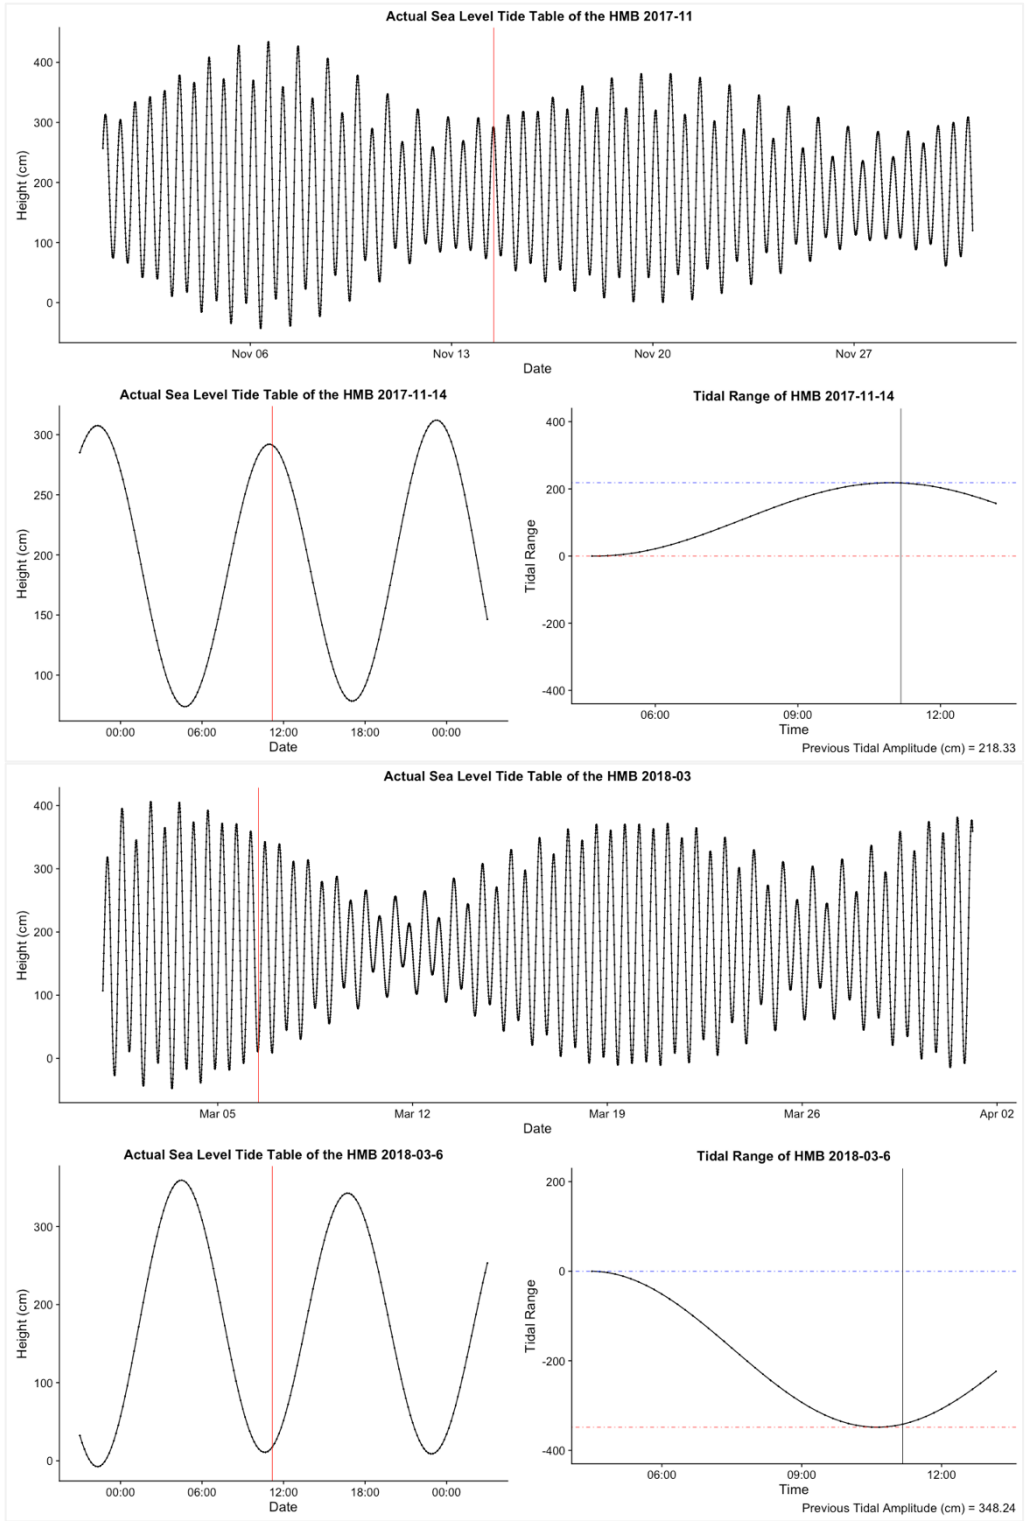 Actual Sea Level Tide Table of the HMB 2017-11
Height (cm)
400
300
200
100
0
Nov 06 Nov 13 Nov 20 Nov 27
Date
Actual Sea Level Tide Table of the HMB 2017-11-14
Height (cm)
300
250
200
150
100
00:00 06:00 12:00 18:00 00:00
Date
Tidal Range of HMB 2017-11-14
Tidal Range
400
200
0
-200
-400
06:00 09:00 12:00
Time
Previous Tidal Amplitude (cm) = 218.33
Actual Sea Level Tide Table of the HMB 2018-03
Height (cm)
400
300
200
100
0
Mar 05 Mar 12 Mar 19 Mar 26 Apr 02
Date
Actual Sea Level Tide Table of the HMB 2018-03-6
Height (cm)
300
200
100
0
00:00 06:00 12:00 18:00 00:00
Date
Tidal Range of HMB 2018-03-6
Tidal Range
200
0
-200
-400
06:00 09:00 12:00
Time
Previous Tidal Amplitude (cm) = 348.24